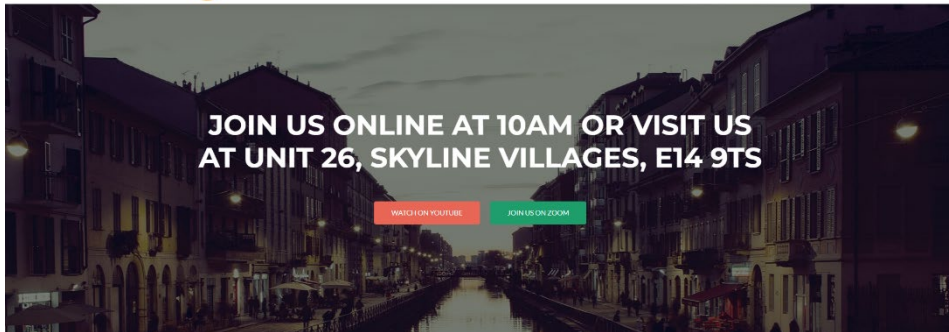 JOIN US ONLINE AT 10AM OR VISIT US
AT UNIT 26, SKYLINE VILLAGES, E14 9TS
WATCH ON YOUTUBE
JOIN US ON ZOOM